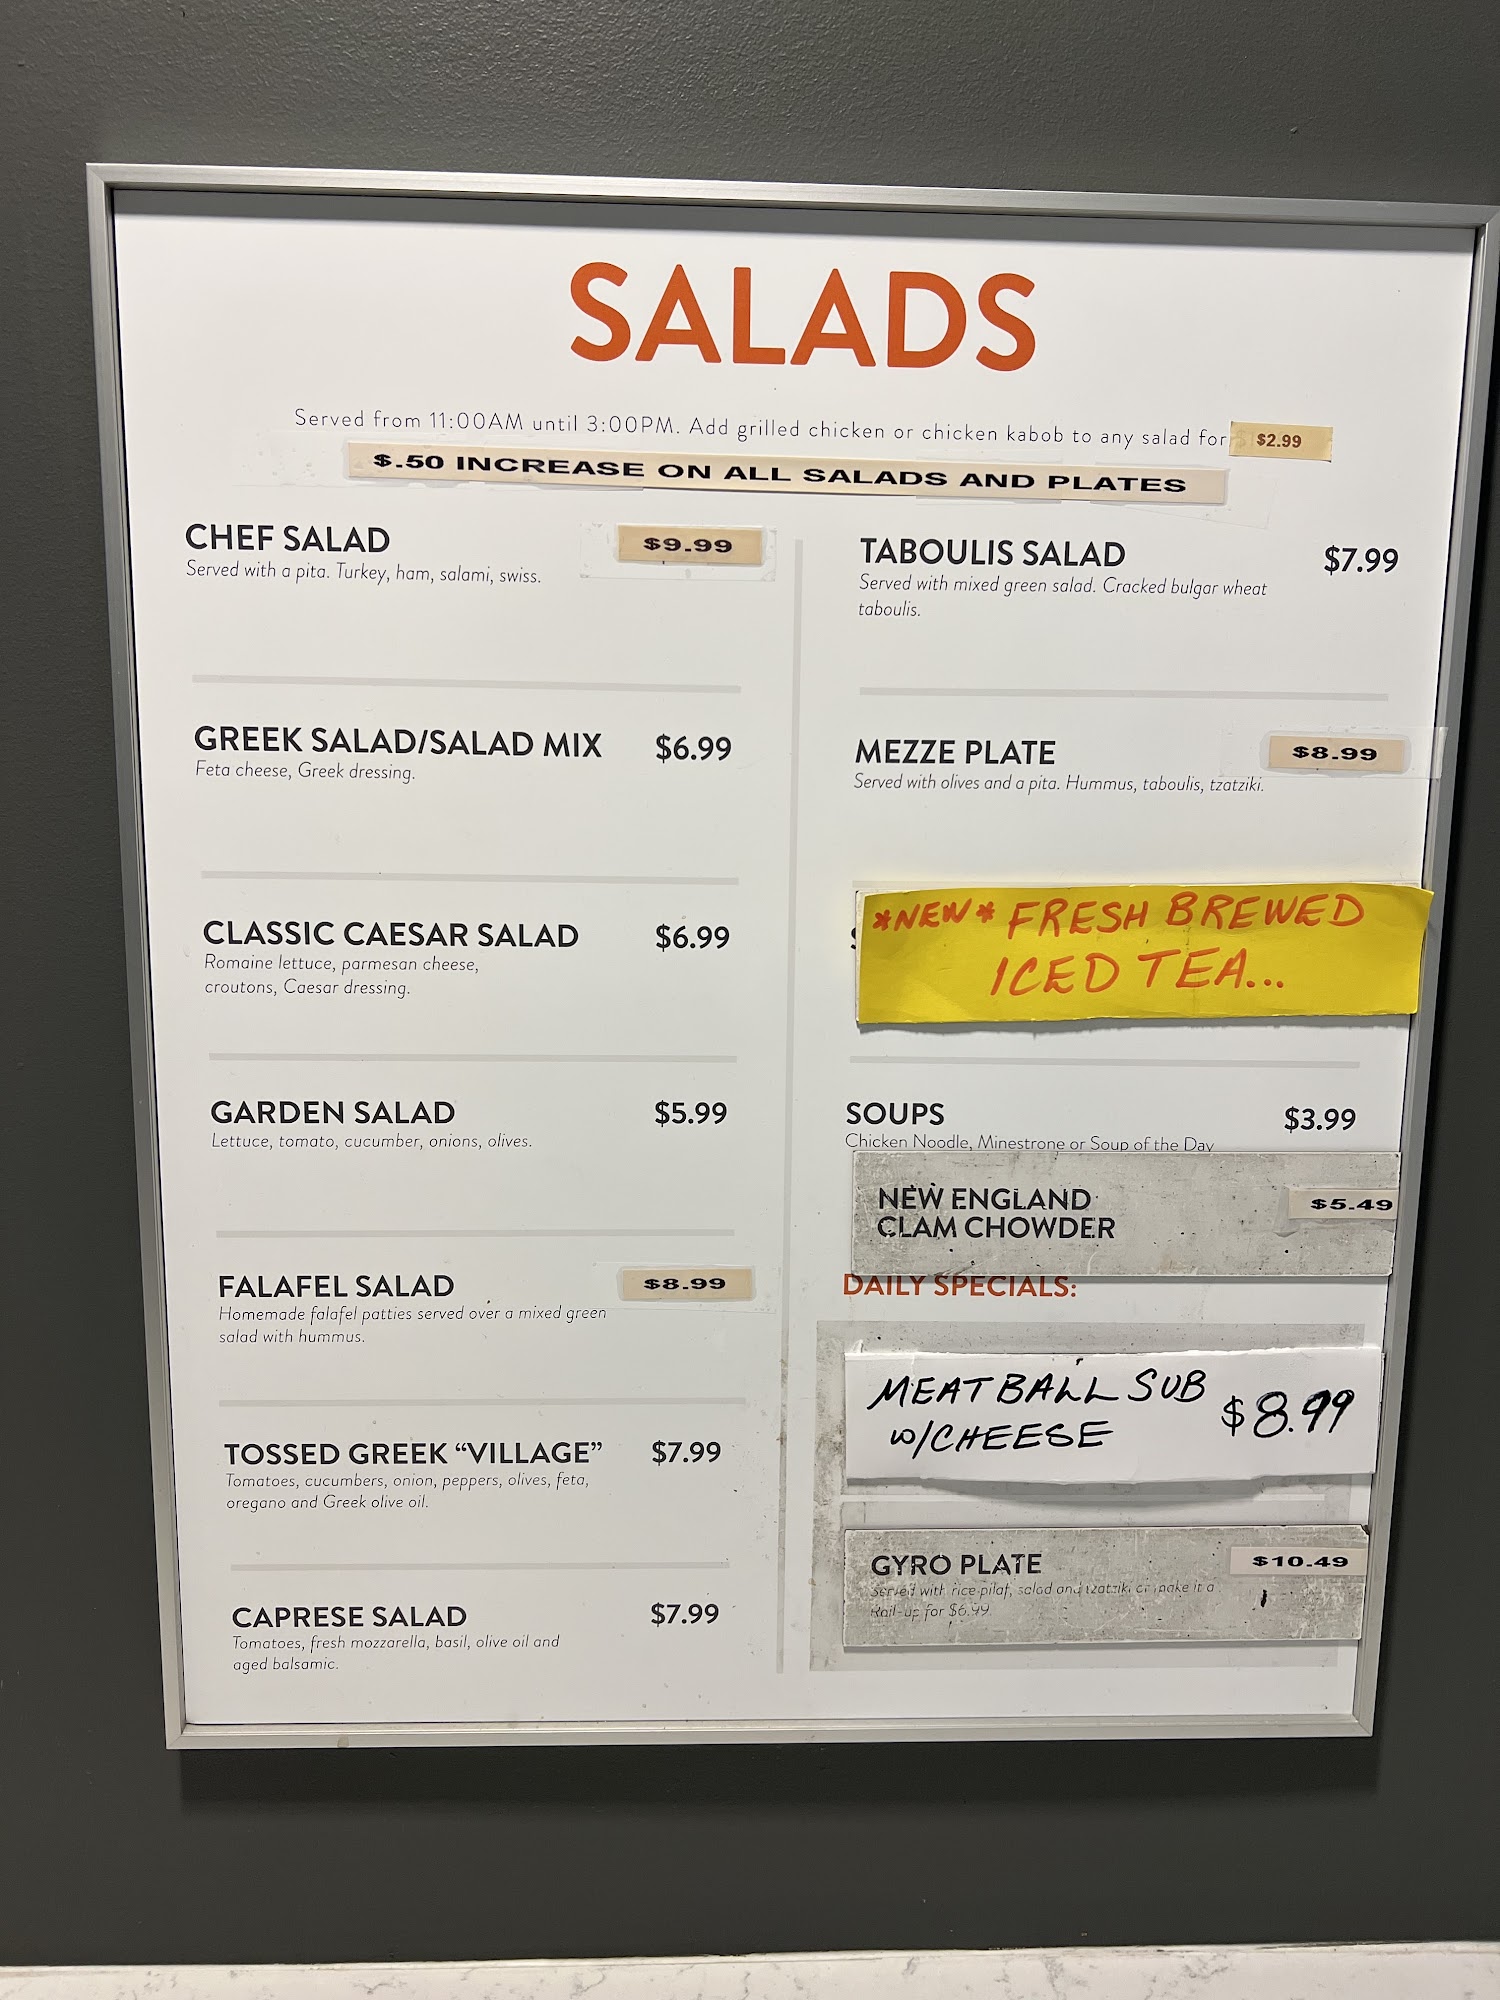 SALADS
Served from 11:00AM until 3:00PM. Add grilled chicken or chicken kabob to any salad for $2.99
$.50 INCREASE ON ALL SALADS AND PLATES
CHEF SALAD $9.99
Served with a pita. Turkey, ham, salami, swiss.
GREEK SALAD/SALAD MIX $6.99
Feta cheese, Greek dressing.
CLASSIC CAESAR SALAD $6.99
Romaine lettuce, parmesan cheese,
croutons, Caesar dressing.
GARDEN SALAD $5.99
Lettuce, tomato, cucumber, onions, olives.
FALAFEL SALAD $8.99
Homemade falafel patties served over a mixed green
salad with hummus.
TOSSED GREEK “VILLAGE” $7.99
Tomatoes, cucumbers, onion, peppers, olives, feta,
oregano and Greek olive oil.
CAPRESE SALAD $7.99
Tomatoes, fresh mozzarella, basil, olive oil and
aged balsamic.
TABOULIS SALAD $7.99
Served with mixed green salad. Cracked bulgar wheat
taboulis.
MEZZE PLATE $8.99
Served with olives and a pita. Hummus, taboulis, tzatziki.
*NEW* FRESH BREWED
ICED TEA...
SOUPS $3.99
Chicken Noodle, Minestrone or Soup of the Day
NEW ENGLAND $5.49
CLAM CHOWDER
DAILY SPECIALS:
MEATBALL SUB $8.99
w/CHEESE
GYRO PLATE $10.49
Served with rice pilaf, salad and tzatziki or make it a
Roll-up for $6.99.